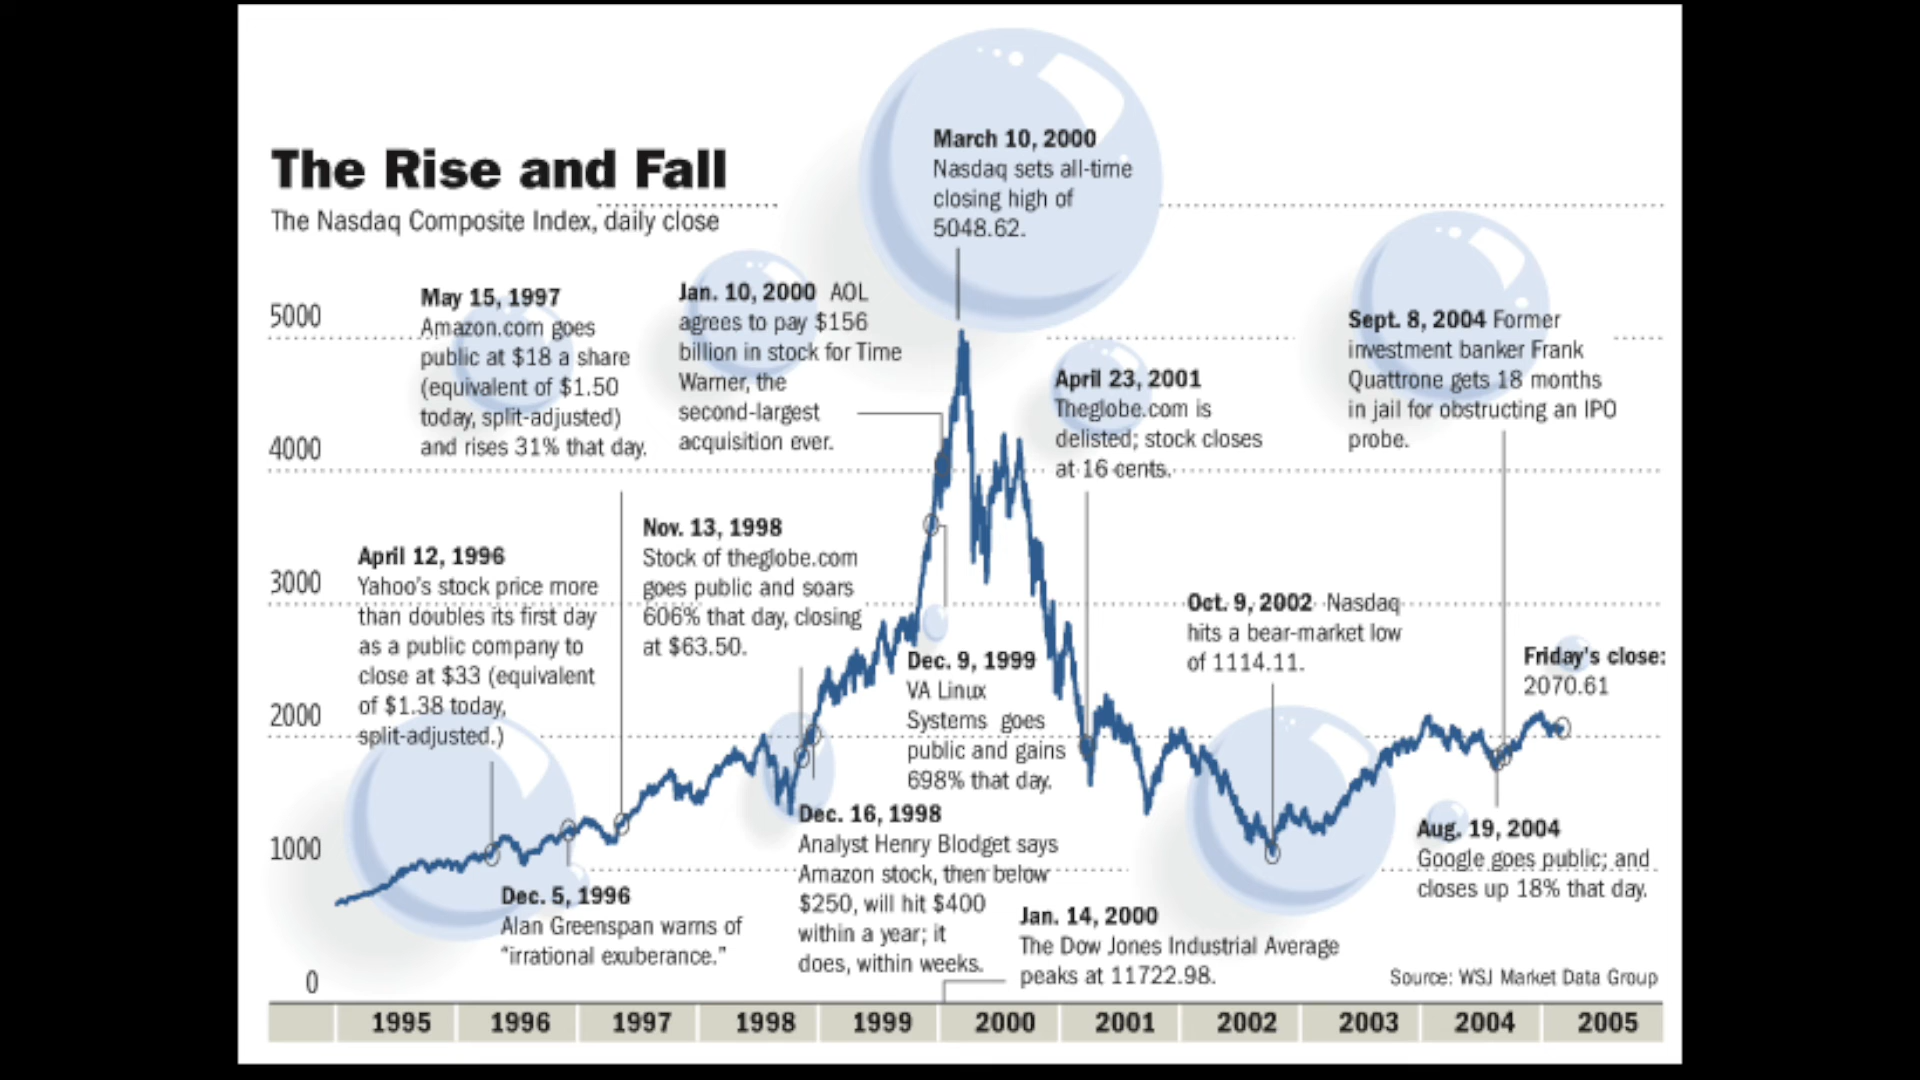 The Rise and Fall
The Nasdaq Composite Index, daily close
March 10, 2000
Nasdaq sets all-time
closing high of
5048.62.
May 15, 1997
Amazon.com goes
public at $18 a share
(equivalent of $1.50
today, split-adjusted)
and rises 31% that day.
Jan. 10, 2000 AOL
agrees to pay $156
billion in stock for Time
Warner, the
second-largest
acquisition ever.
April 23, 2001
Theglobe.com is
delisted; stock closes
at 16 cents.
Sept. 8, 2004 Former
investment banker Frank
Quattrone gets 18 months
in jail for obstructing an IPO
probe.
April 12, 1996
Yahoo's stock price more
than doubles its first day
as a public company to
close at $33 (equivalent
of $1.38 today,
split-adjusted.)
Nov. 13, 1998
Stock of theglobe.com
goes public and soars
606% that day, closing
at $63.50.
Dec. 9, 1999
VA Linux
Systems goes
public and gains
698% that day.
Oct. 9, 2002 Nasdaq
hits a bear-market low
of 1114.11.
Friday's close:
2070.61
Dec. 5, 1996
Alan Greenspan warns of
"irrational exuberance."
Dec. 16, 1998
Analyst Henry Blodget says
Amazon stock, then below
$250, will hit $400
within a year; it
does, within weeks.
Jan. 14, 2000
The Dow Jones Industrial Average
peaks at 11722.98.
Aug. 19, 2004
Google goes public; and
closes up 18% that day.
Source: WSJ Market Data Group
5000
4000
3000
2000
1000
0
1995 1996 1997 1998 1999 2000 2001 2002 2003 2004 2005